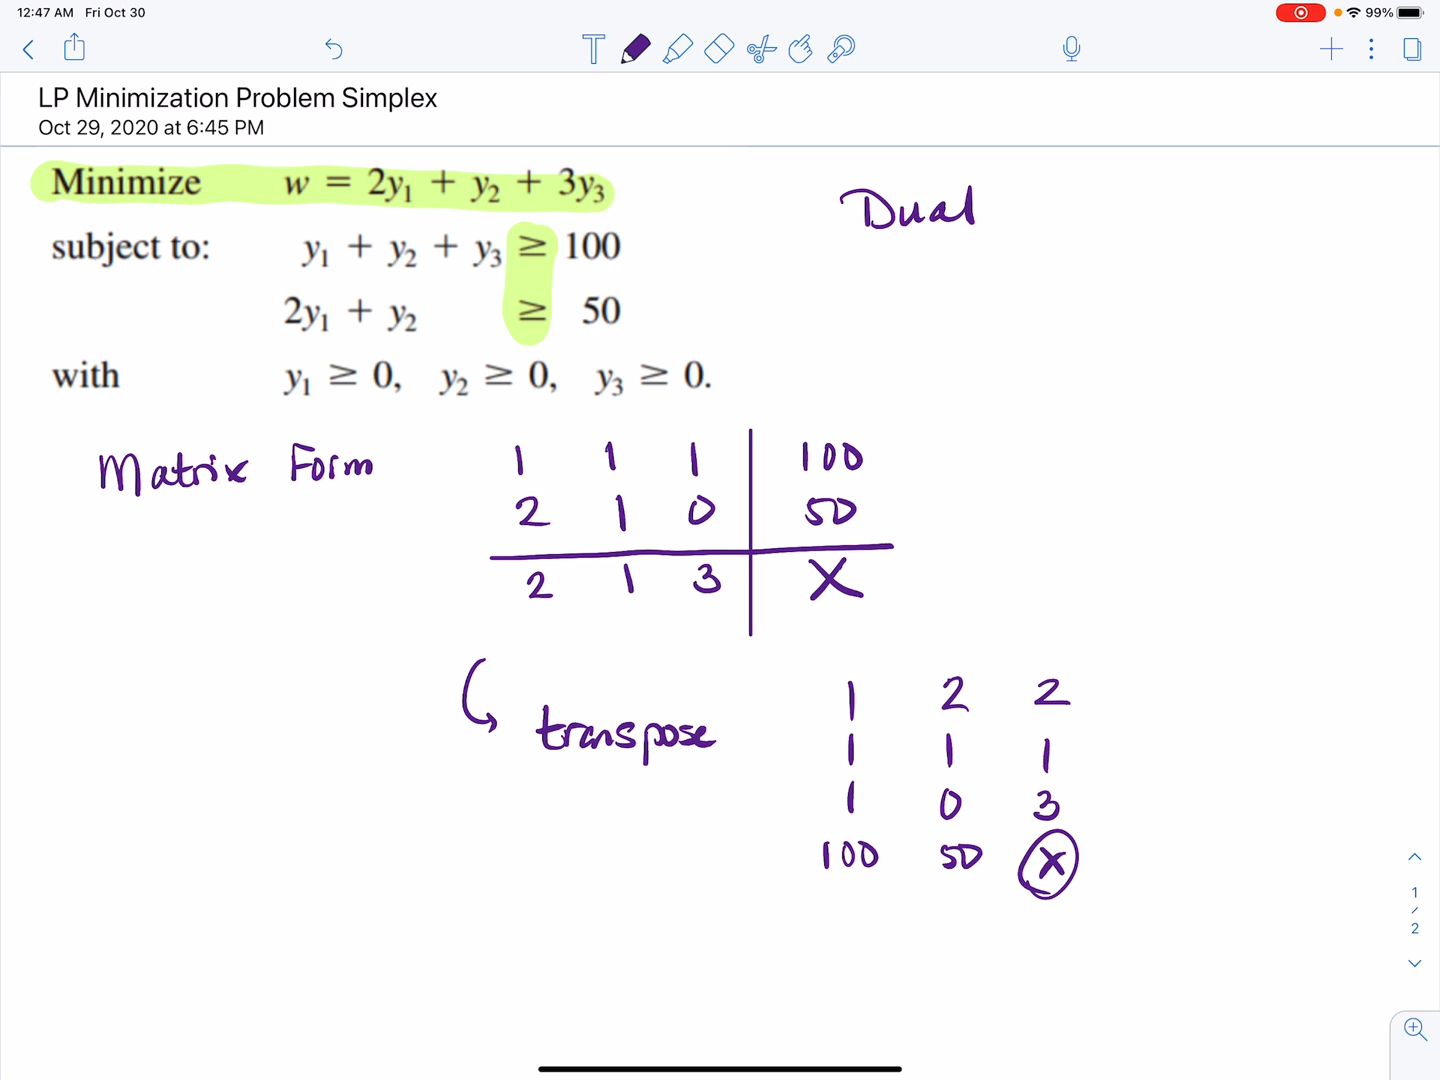 12:47 AM Fri Oct 30 99%
LP Minimization Problem Simplex
Oct 29, 2020 at 6:45 PM
Minimize w = 2y₁ + y₂ + 3y₃
Dual
subject to: y₁ + y₂ + y₃ ≥ 100
2y₁ + y₂ ≥ 50
with y₁ ≥ 0, y₂ ≥ 0, y₃ ≥ 0.
Matrix Form
1 1 1 100
2 1 0 50
2 1 3 X
transpose
1 2 2
1 1 1
1 0 3
100 50 X
1
/
2